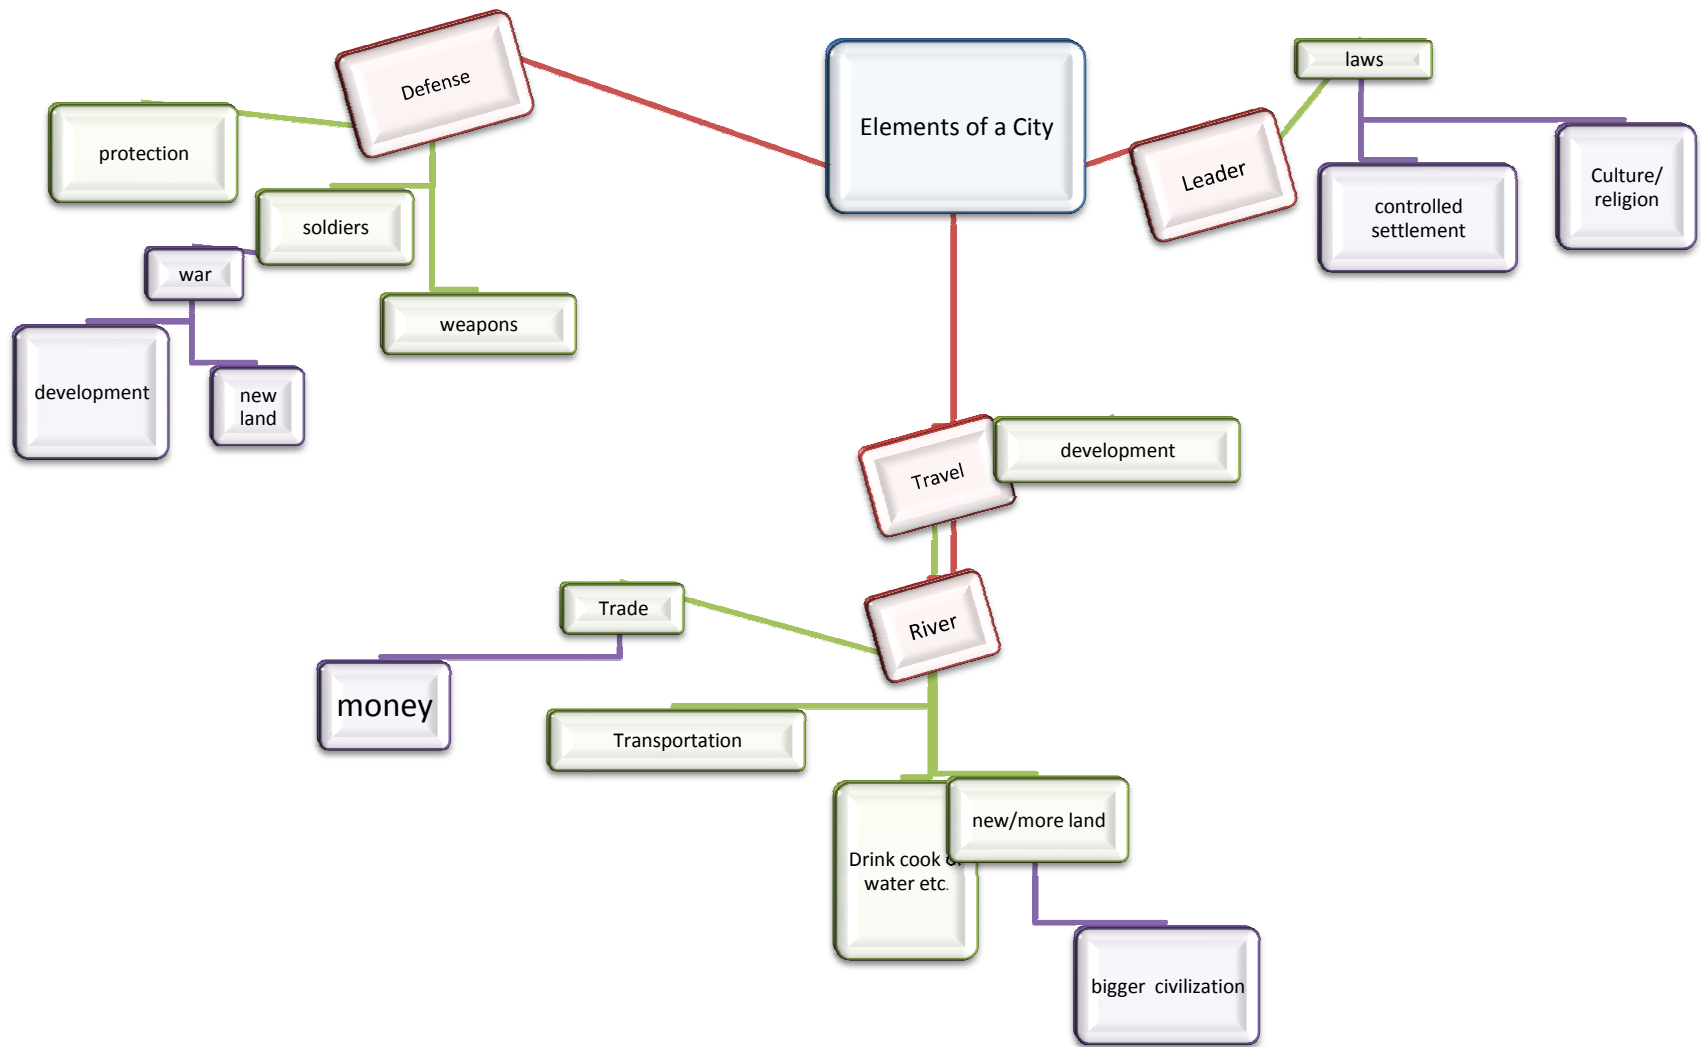 Elements of a City
Defense
protection
soldiers
war
development
new
land
weapons
Leader
laws
controlled
settlement
Culture/
religion
Travel
development
River
Trade
money
Transportation
Drink cook
water etc.
new/more land
bigger civilization